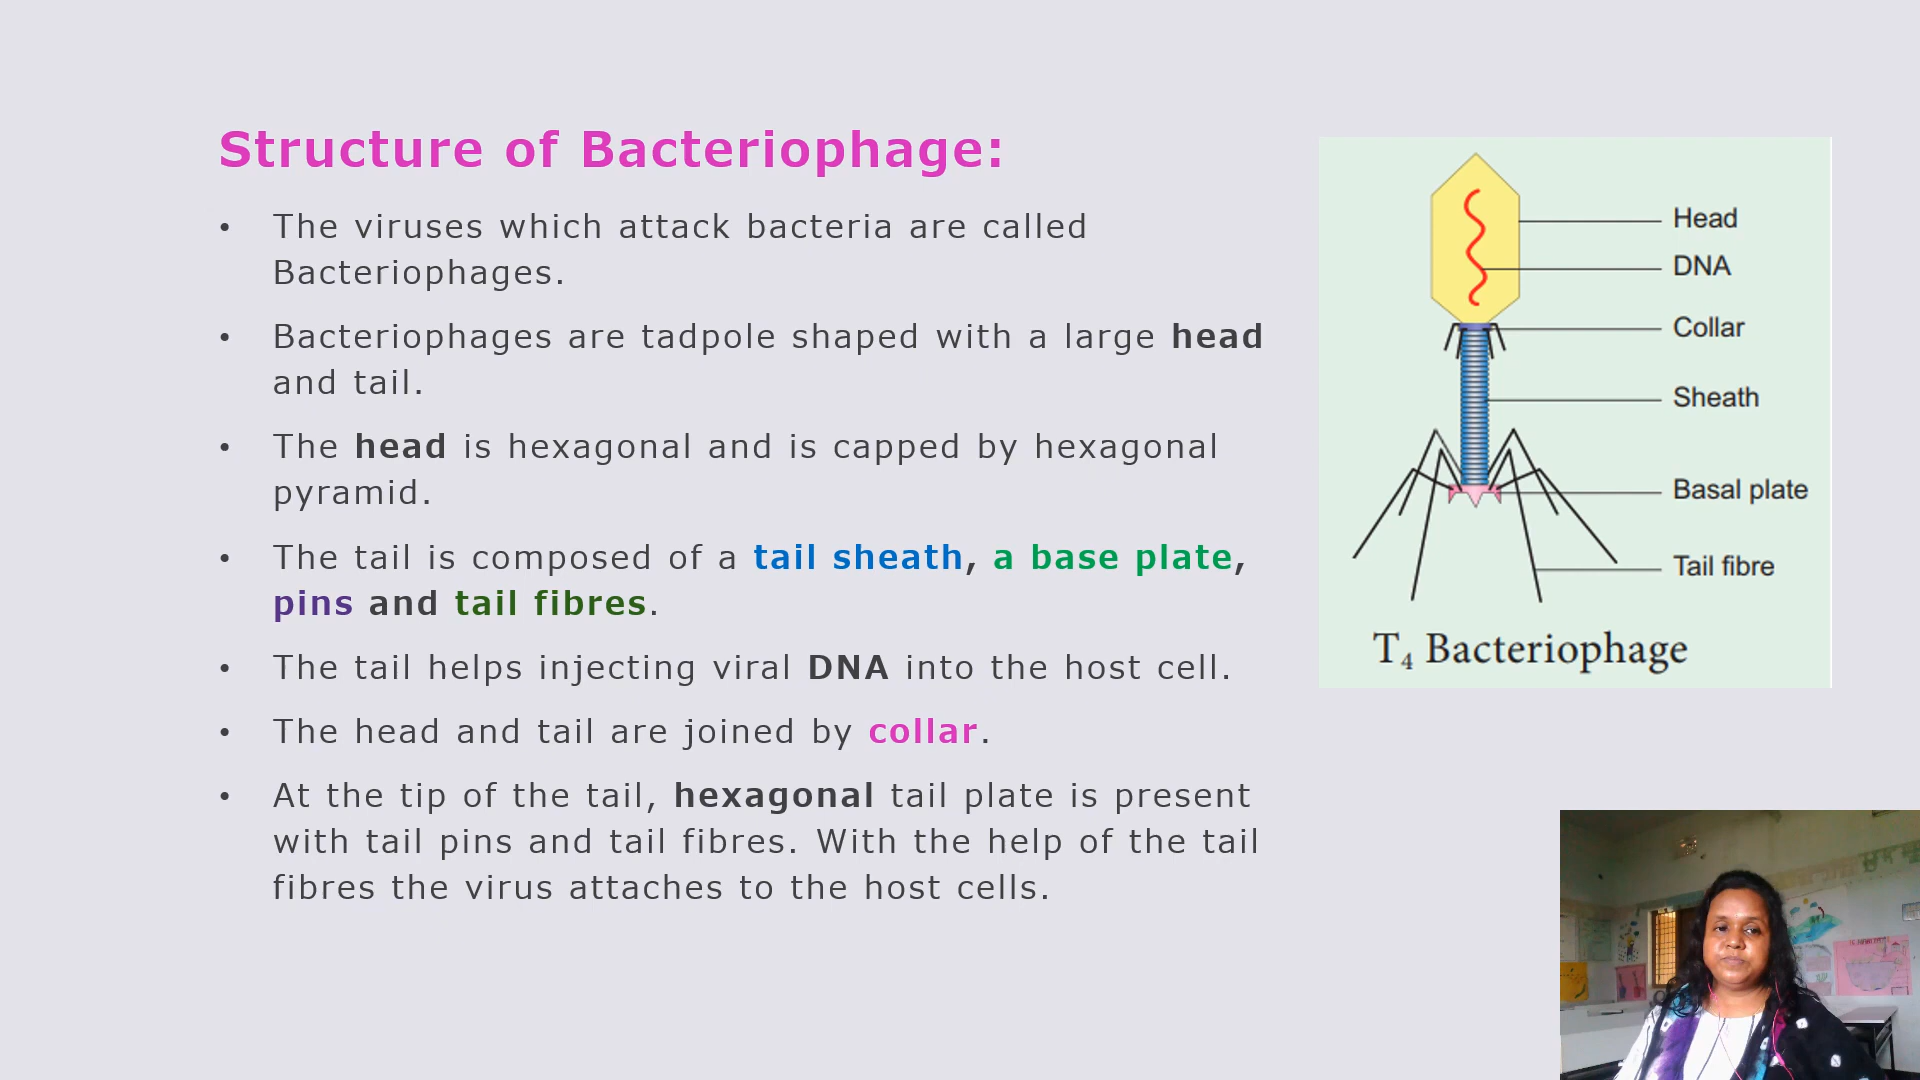 Structure of Bacteriophage:
• The viruses which attack bacteria are called
Bacteriophages.
• Bacteriophages are tadpole shaped with a large head
and tail.
• The head is hexagonal and is capped by hexagonal
pyramid.
• The tail is composed of a tail sheath, a base plate,
pins and tail fibres.
• The tail helps injecting viral DNA into the host cell.
• The head and tail are joined by collar.
• At the tip of the tail, hexagonal tail plate is present
with tail pins and tail fibres. With the help of the tail
fibres the virus attaches to the host cells.
Head
DNA
Collar
Sheath
Basal plate
Tail fibre
T₄ Bacteriophage